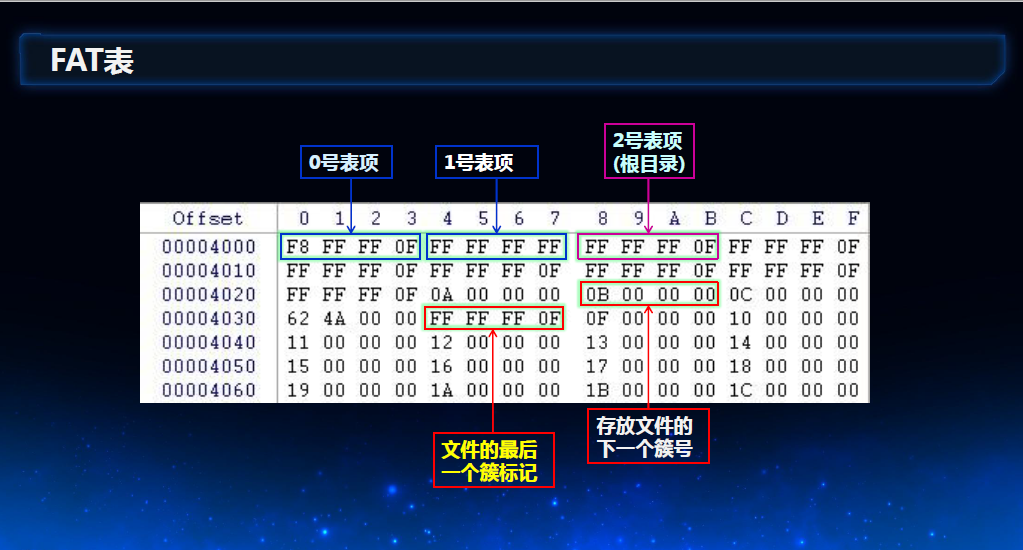 FAT表
0号表项
1号表项
2号表项
(根目录)
Offset 0 1 2 3 4 5 6 7 8 9 A B C D E F
00004000 F8 FF FF 0F FF FF FF FF FF FF FF 0F FF FF FF 0F
00004010 FF FF FF 0F FF FF FF 0F FF FF FF 0F FF FF FF 0F
00004020 FF FF FF 0F 0A 00 00 00 0B 00 00 00 0C 00 00 00
00004030 62 4A 00 00 FF FF FF 0F 0F 00 00 00 10 00 00 00
00004040 11 00 00 00 12 00 00 00 13 00 00 00 14 00 00 00
00004050 15 00 00 00 16 00 00 00 17 00 00 00 18 00 00 00
00004060 19 00 00 00 1A 00 00 00 1B 00 00 00 1C 00 00 00
文件的最后
一个簇标记
存放文件的
下一个簇号